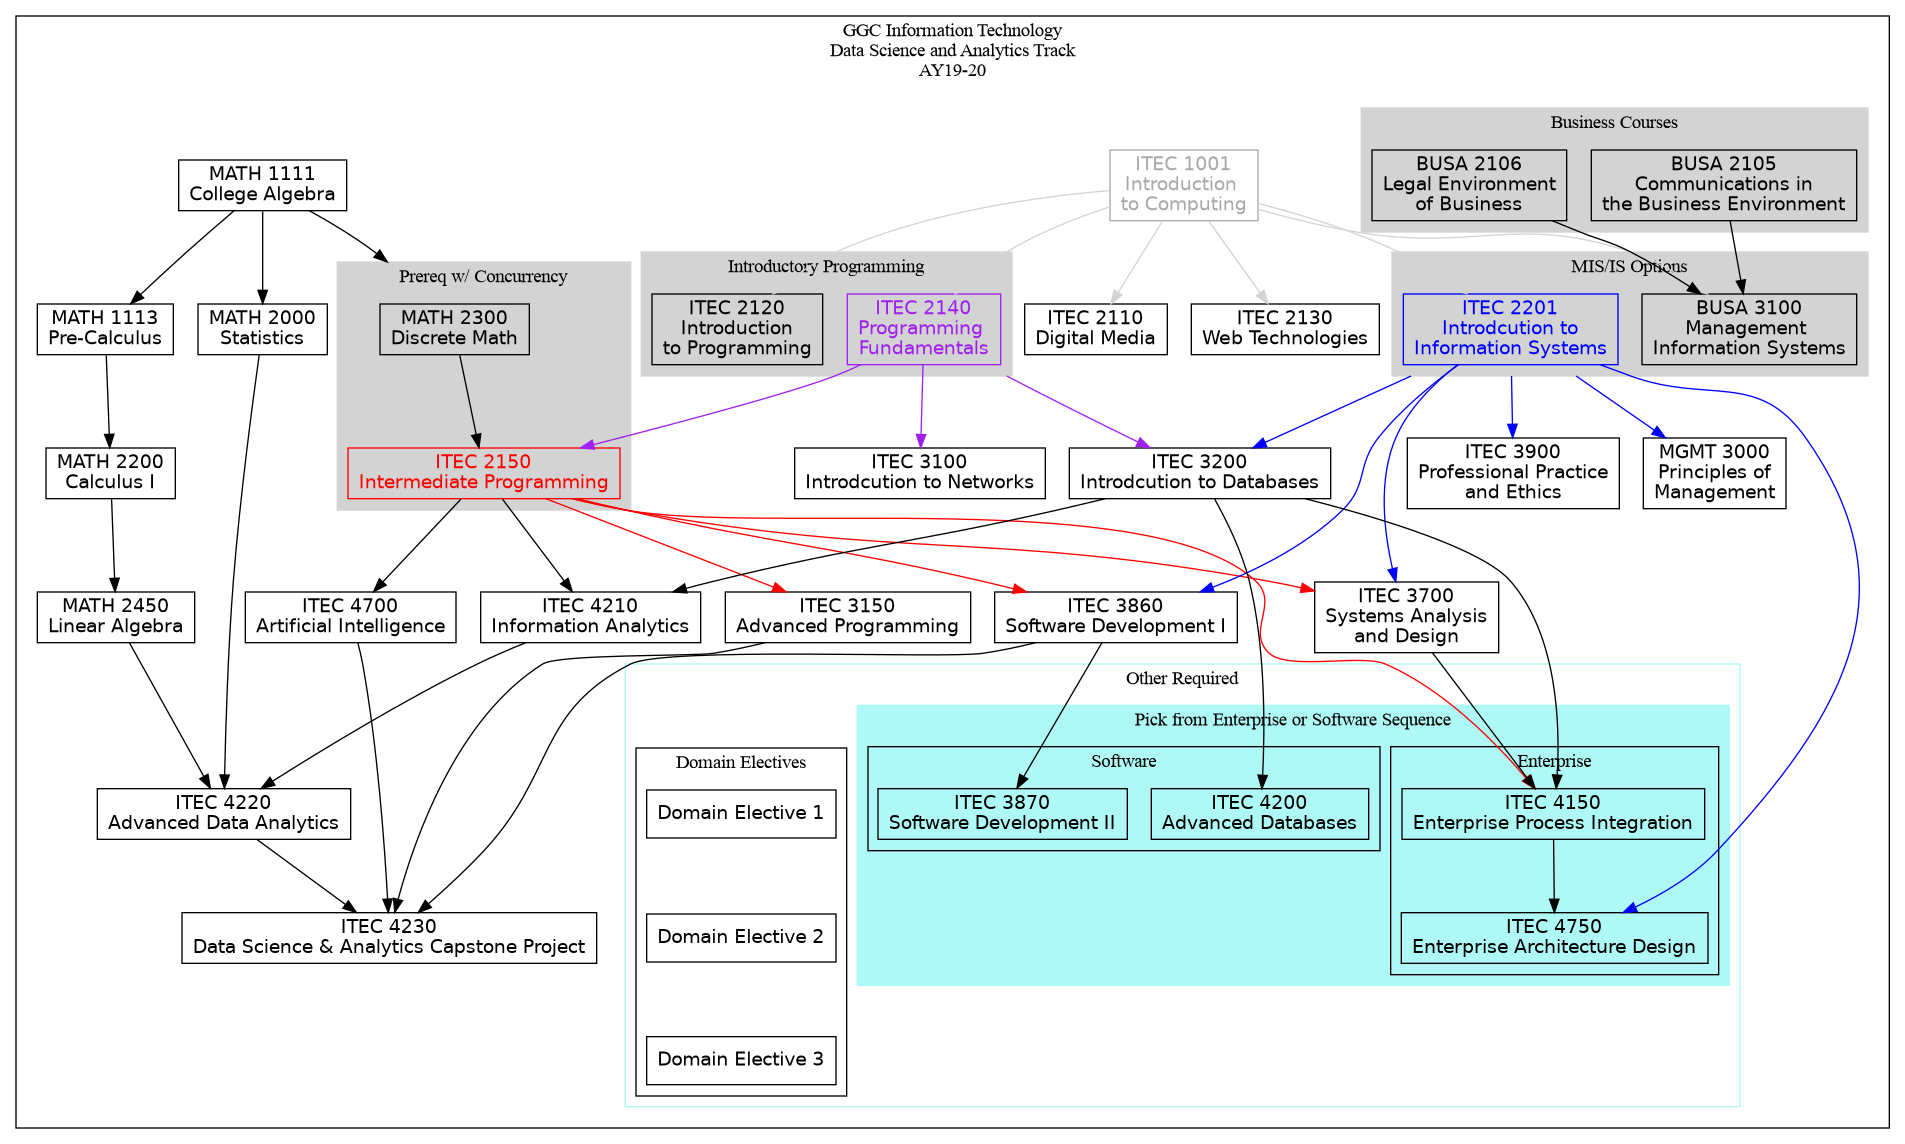 GGC Information Technology
Data Science and Analytics Track
AY19-20
Business Courses
MATH 1111
College Algebra
ITEC 1001
Introduction
to Computing
BUSA 2106
Legal Environment
of Business
BUSA 2105
Communications in
the Business Environment
Prereq w/ Concurrency
Introductory Programming
MIS/IS Options
MATH 1113
Pre-Calculus
MATH 2000
Statistics
MATH 2300
Discrete Math
ITEC 2120
Introduction
to Programming
ITEC 2140
Programming
Fundamentals
ITEC 2110
Digital Media
ITEC 2130
Web Technologies
ITEC 2201
Introdcution to
Information Systems
BUSA 3100
Management
Information Systems
MATH 2200
Calculus I
ITEC 2150
Intermediate Programming
ITEC 3100
Introdcution to Networks
ITEC 3200
Introdcution to Databases
ITEC 3900
Professional Practice
and Ethics
MGMT 3000
Principles of
Management
MATH 2450
Linear Algebra
ITEC 4700
Artificial Intelligence
ITEC 4210
Information Analytics
ITEC 3150
Advanced Programming
ITEC 3860
Software Development I
ITEC 3700
Systems Analysis
and Design
Other Required
Pick from Enterprise or Software Sequence
Domain Electives
Software
Enterprise
ITEC 4220
Advanced Data Analytics
Domain Elective 1
ITEC 3870
Software Development II
ITEC 4200
Advanced Databases
ITEC 4150
Enterprise Process Integration
ITEC 4230
Data Science & Analytics Capstone Project
Domain Elective 2
ITEC 4750
Enterprise Architecture Design
Domain Elective 3